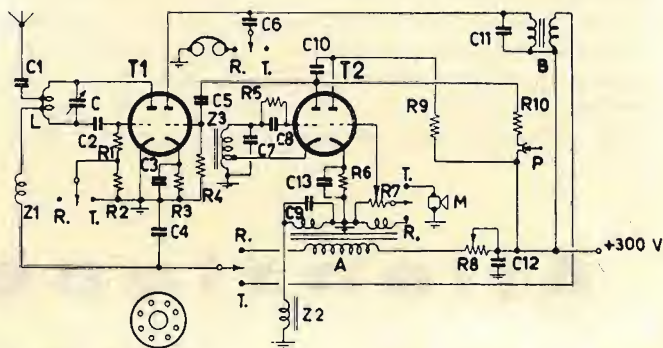 C6
C1
T1
R. T.
C10
C11
B
T2
C
C5
R5
L
C2
Z3
C8
R9
R10
R1
C3
C7
P
C13
R6
R7
T.
Z1
R. T.
R2
R3
R4
C9
M
C4
R.
R.
A
R8
C12
+300 V
T.
Z2